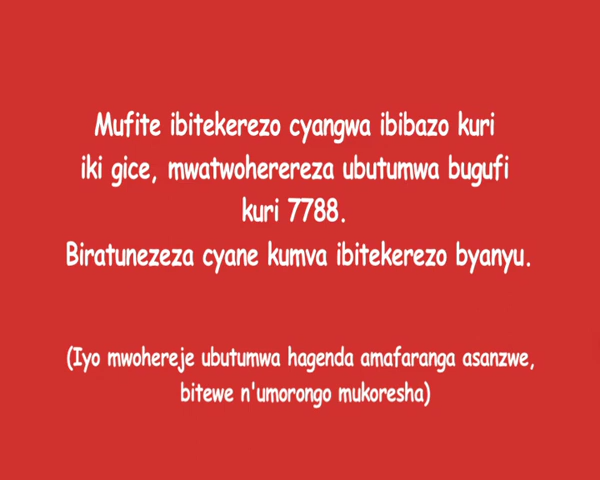 Mufite ibitekerezo cyangwa ibibazo kuri
iki gice, mwatwoherereza ubutumwa bugufi
kuri 7788.
Biratunezeza cyane kumva ibitekerezo byanyu.
(Iyo mwohereje ubutumwa hagenda amafaranga asanzwe,
bitewe n'umorongo mukoresha)